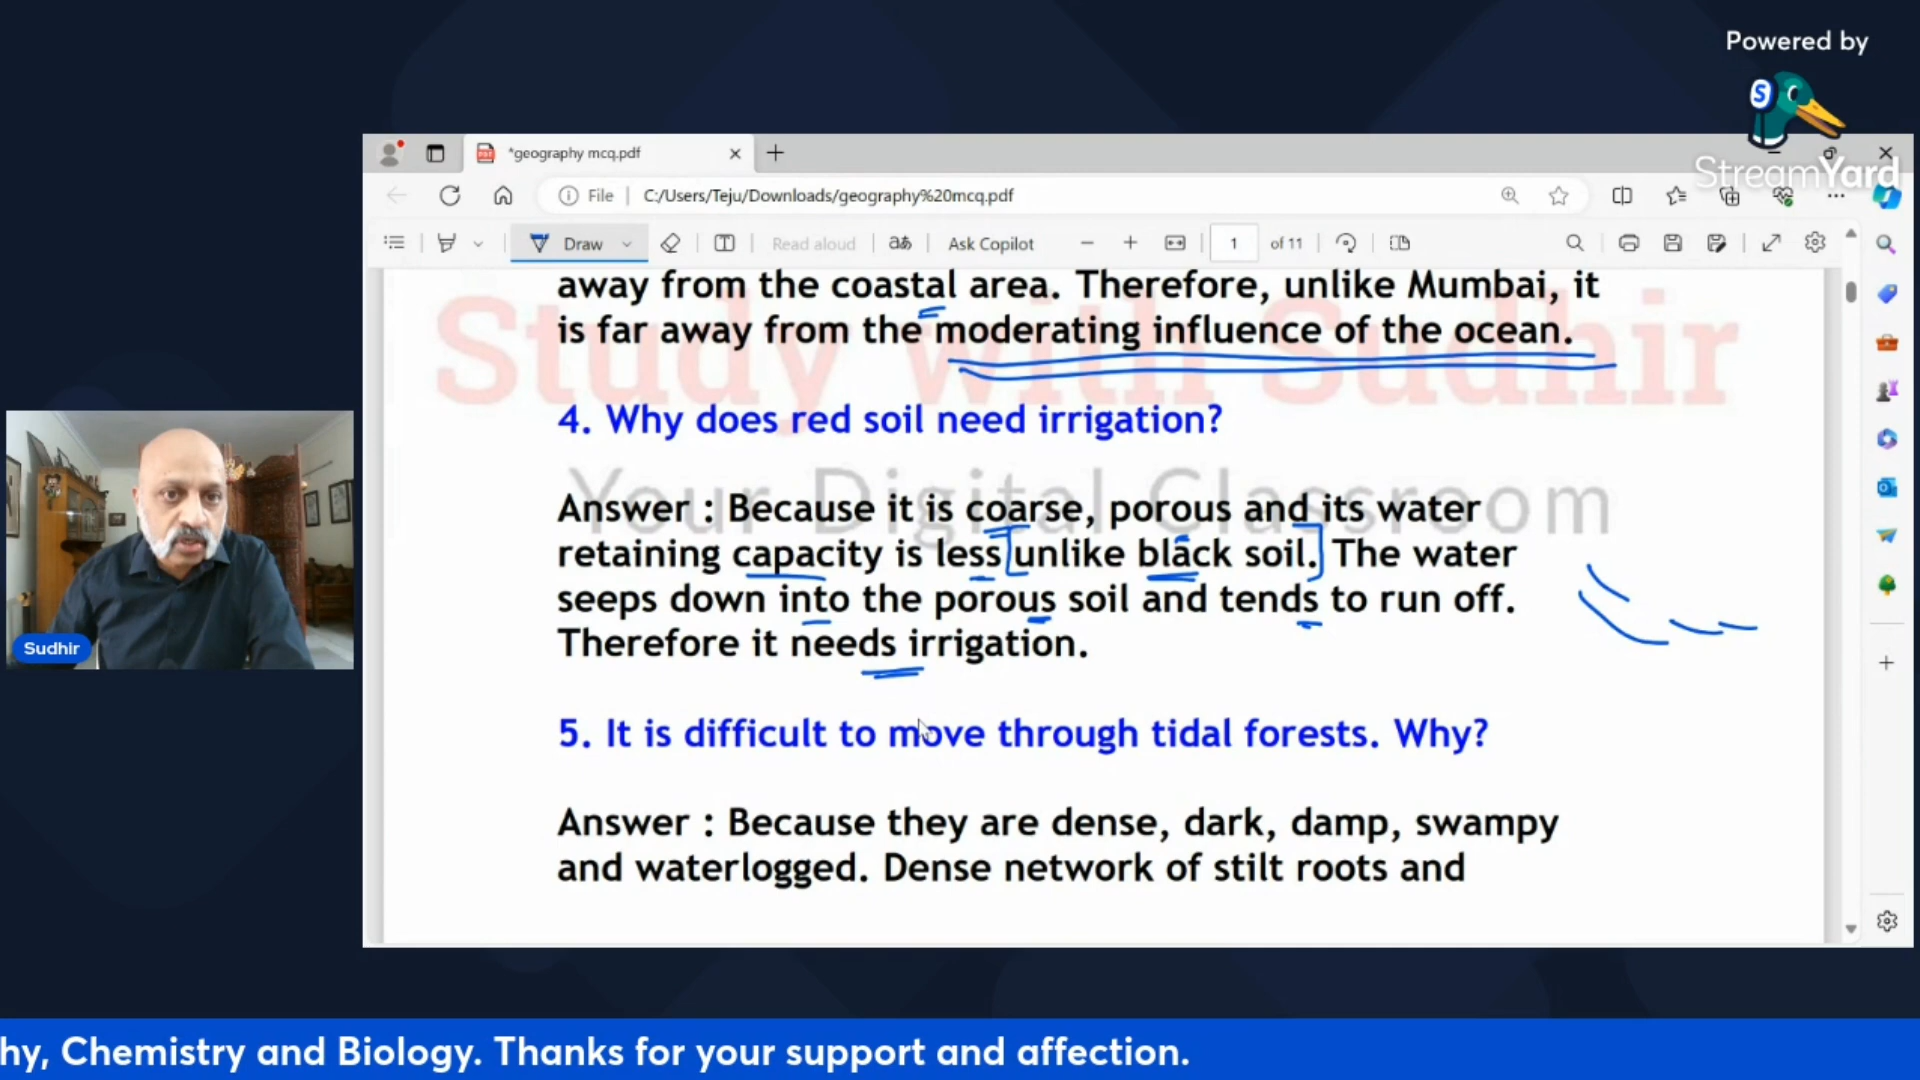 Powered by
S
StreamYard
*geography mcq.pdf
File
C:/Users/Teju/Downloads/geography%20mcq.pdf
Draw
Read aloud
aあ
Ask Copilot
1
of 11
away from the coastal area. Therefore, unlike Mumbai, it
is far away from the moderating influence of the ocean.
Study with Sudhir
4. Why does red soil need irrigation?
Your Digital Classroom
Answer : Because it is coarse, porous and its water
retaining capacity is less unlike black soil. The water
seeps down into the porous soil and tends to run off.
Therefore it needs irrigation.
5. It is difficult to move through tidal forests. Why?
Answer : Because they are dense, dark, damp, swampy
and waterlogged. Dense network of stilt roots and
Sudhir
hy, Chemistry and Biology. Thanks for your support and affection.